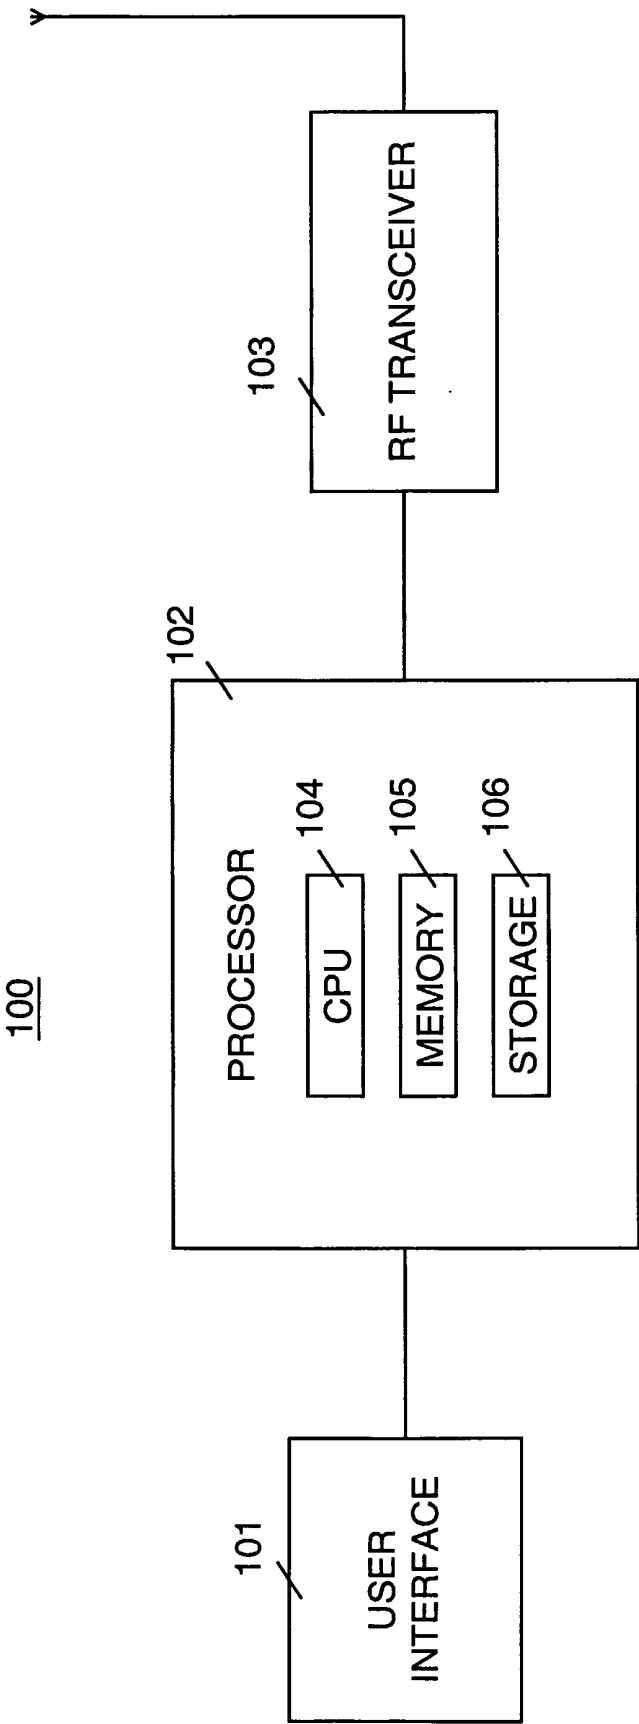 100
101
USER
INTERFACE
102
PROCESSOR
CPU
104
MEMORY
105
STORAGE
106
103
RF TRANSCEIVER